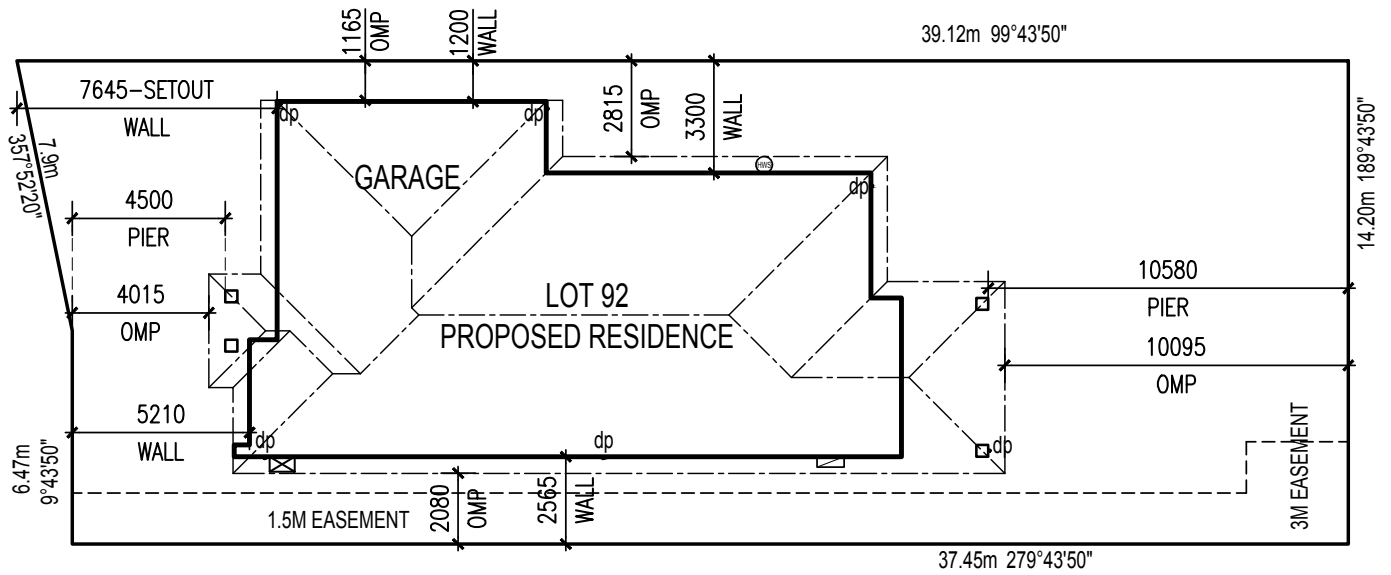 39.12m 99°43'50"
1165
OMP
1200
WALL
7645-SETOUT
WALL
2815
OMP
3300
WALL
dp
dp
7.9m
357°52'20"
GARAGE
HWS
dp
14.20m 189°43'50"
4500
PIER
4015
OMP
LOT 92
PROPOSED RESIDENCE
10580
PIER
10095
OMP
5210
WALL
dp
dp
dp
6.47m
9°43'50"
3M EASEMENT
1.5M EASEMENT
2080
OMP
2565
WALL
37.45m 279°43'50"